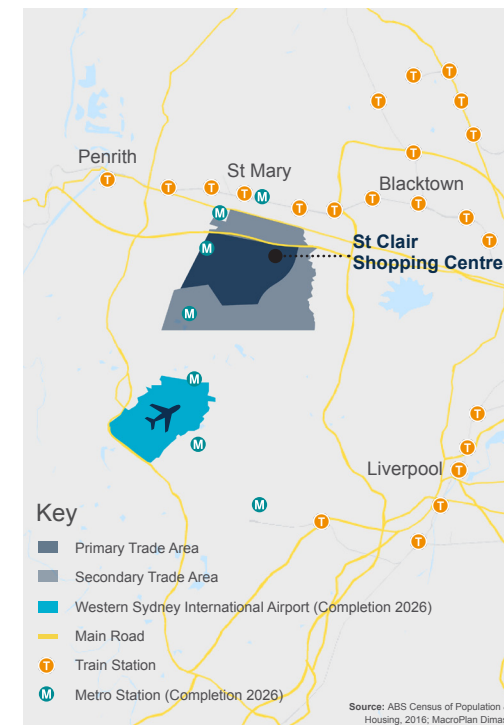 Penrith
St Mary
Blacktown
St Clair
Shopping Centre
Liverpool
Key
Primary Trade Area
Secondary Trade Area
Western Sydney International Airport (Completion 2026)
Main Road
T Train Station
M Metro Station (Completion 2026)
Source: ABS Census of Population
Housing, 2016; MacroPlan